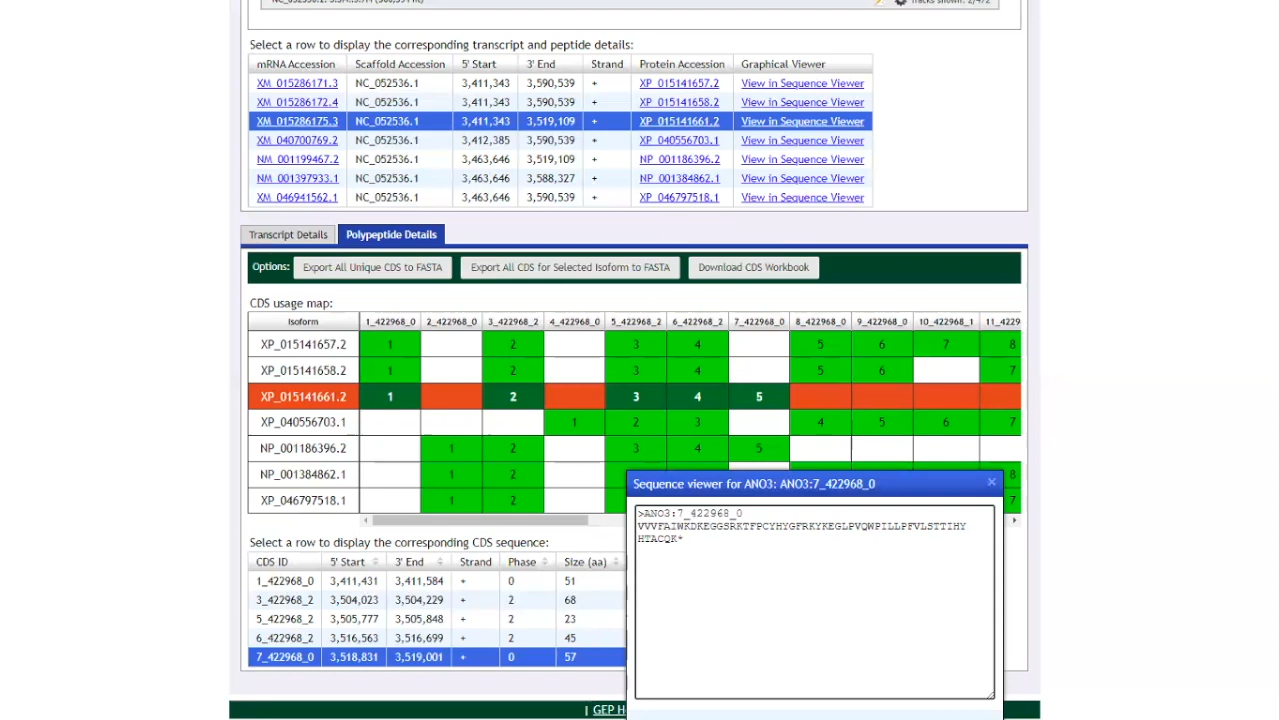 NC_052536.1: 3.37M..3.71M (
Tracks shown: 2/472
Select a row to display the corresponding transcript and peptide details:
mRNA Accession Scaffold Accession 5' Start 3' End Strand Protein Accession Graphical Viewer
XM_015286171.3 NC_052536.1 3,411,343 3,590,539 + XP_015141657.2 View in Sequence Viewer
XM_015286172.4 NC_052536.1 3,411,343 3,590,539 + XP_015141658.2 View in Sequence Viewer
XM_015286175.3 NC_052536.1 3,411,343 3,519,109 + XP_015141661.2 View in Sequence Viewer
XM_040700769.2 NC_052536.1 3,412,385 3,590,539 + XP_040556703.1 View in Sequence Viewer
NM_001199467.2 NC_052536.1 3,463,646 3,519,109 + NP_001186396.2 View in Sequence Viewer
NM_001397933.1 NC_052536.1 3,463,646 3,588,327 + NP_001384862.1 View in Sequence Viewer
XM_046941562.1 NC_052536.1 3,463,646 3,590,539 + XP_046797518.1 View in Sequence Viewer
Transcript Details Polypeptide Details
Options: Export All Unique CDS to FASTA Export All CDS for Selected Isoform to FASTA Download CDS Workbook
CDS usage map:
Isoform 1_422968_0 2_422968_0 3_422968_2 4_422968_0 5_422968_2 6_422968_2 7_422968_0 8_422968_0 9_422968_0 10_422968_1 11_4229
XP_015141657.2 1 2 3 4 5 6 7 8
XP_015141658.2 1 2 3 4 5 6 7
XP_015141661.2 1 2 3 4 5
XP_040556703.1 1 2 3 4 5 6 7
NP_001186396.2 1 2 3 4 5
NP_001384862.1 1 2 8
XP_046797518.1 1 2 7
Sequence viewer for ANO3: ANO3:7_422968_0 ×
>ANO3:7_422968_0
VVVFAIWKDKEGGSRKTFPCYHYGFRKYKEGLPVQWPILLPFVLSTTIHY
HTACQK*
Select a row to display the corresponding CDS sequence:
CDS ID 5' Start 3' End Strand Phase Size (aa)
1_422968_0 3,411,431 3,411,584 + 0 51
3_422968_2 3,504,023 3,504,229 + 2 68
5_422968_2 3,505,777 3,505,848 + 2 23
6_422968_2 3,516,563 3,516,699 + 2 45
7_422968_0 3,518,831 3,519,001 + 0 57
| GEP H